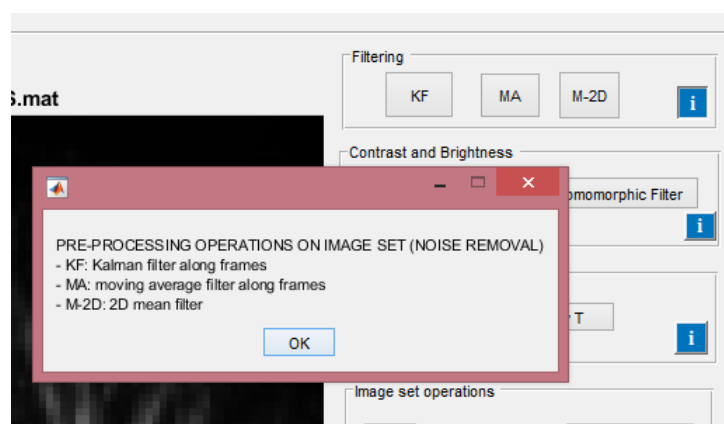 Filtering
S.mat
KF
MA
M-2D
i
Contrast and Brightness
omomorphic Filter
i
PRE-PROCESSING OPERATIONS ON IMAGE SET (NOISE REMOVAL)
- KF: Kalman filter along frames
- MA: moving average filter along frames
- M-2D: 2D mean filter
T
OK
i
Image set operations